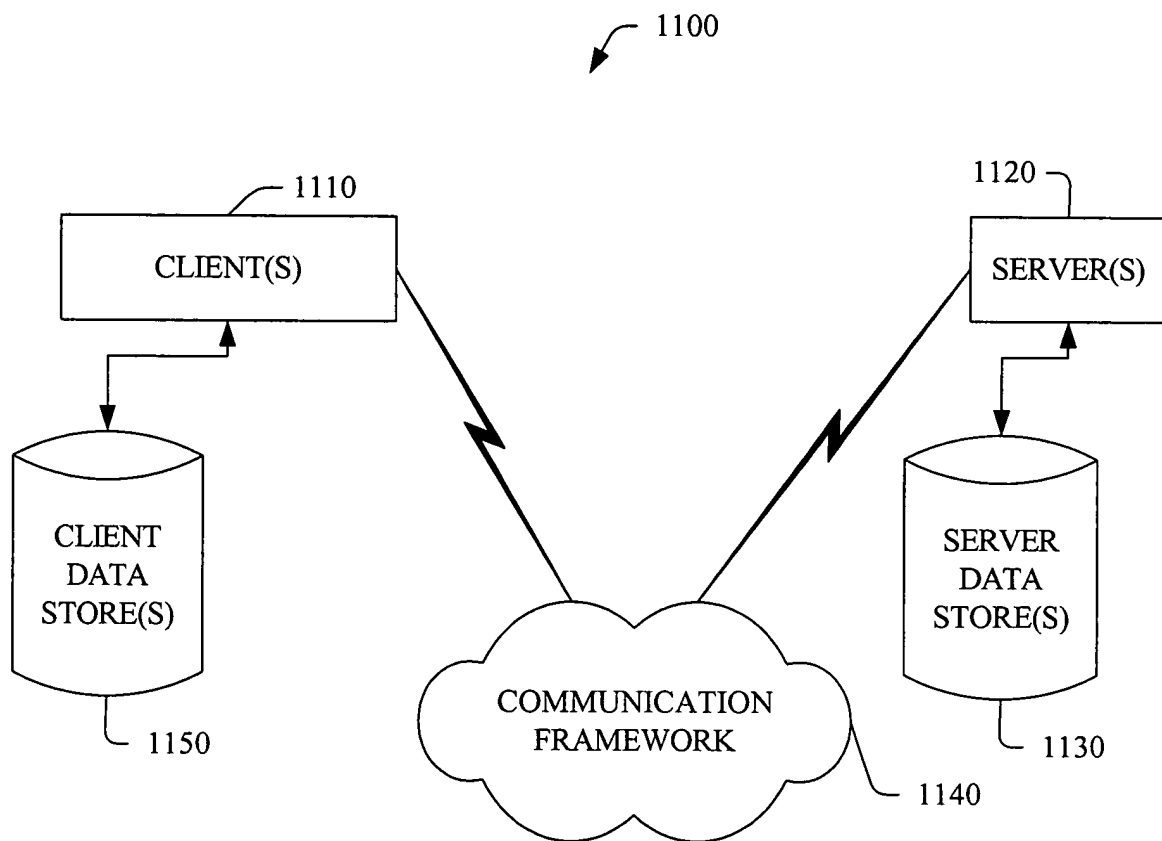 1100
1110
1120
CLIENT(S)
SERVER(S)
CLIENT
DATA
STORE(S)
SERVER
DATA
STORE(S)
COMMUNICATION
FRAMEWORK
1150
1130
1140